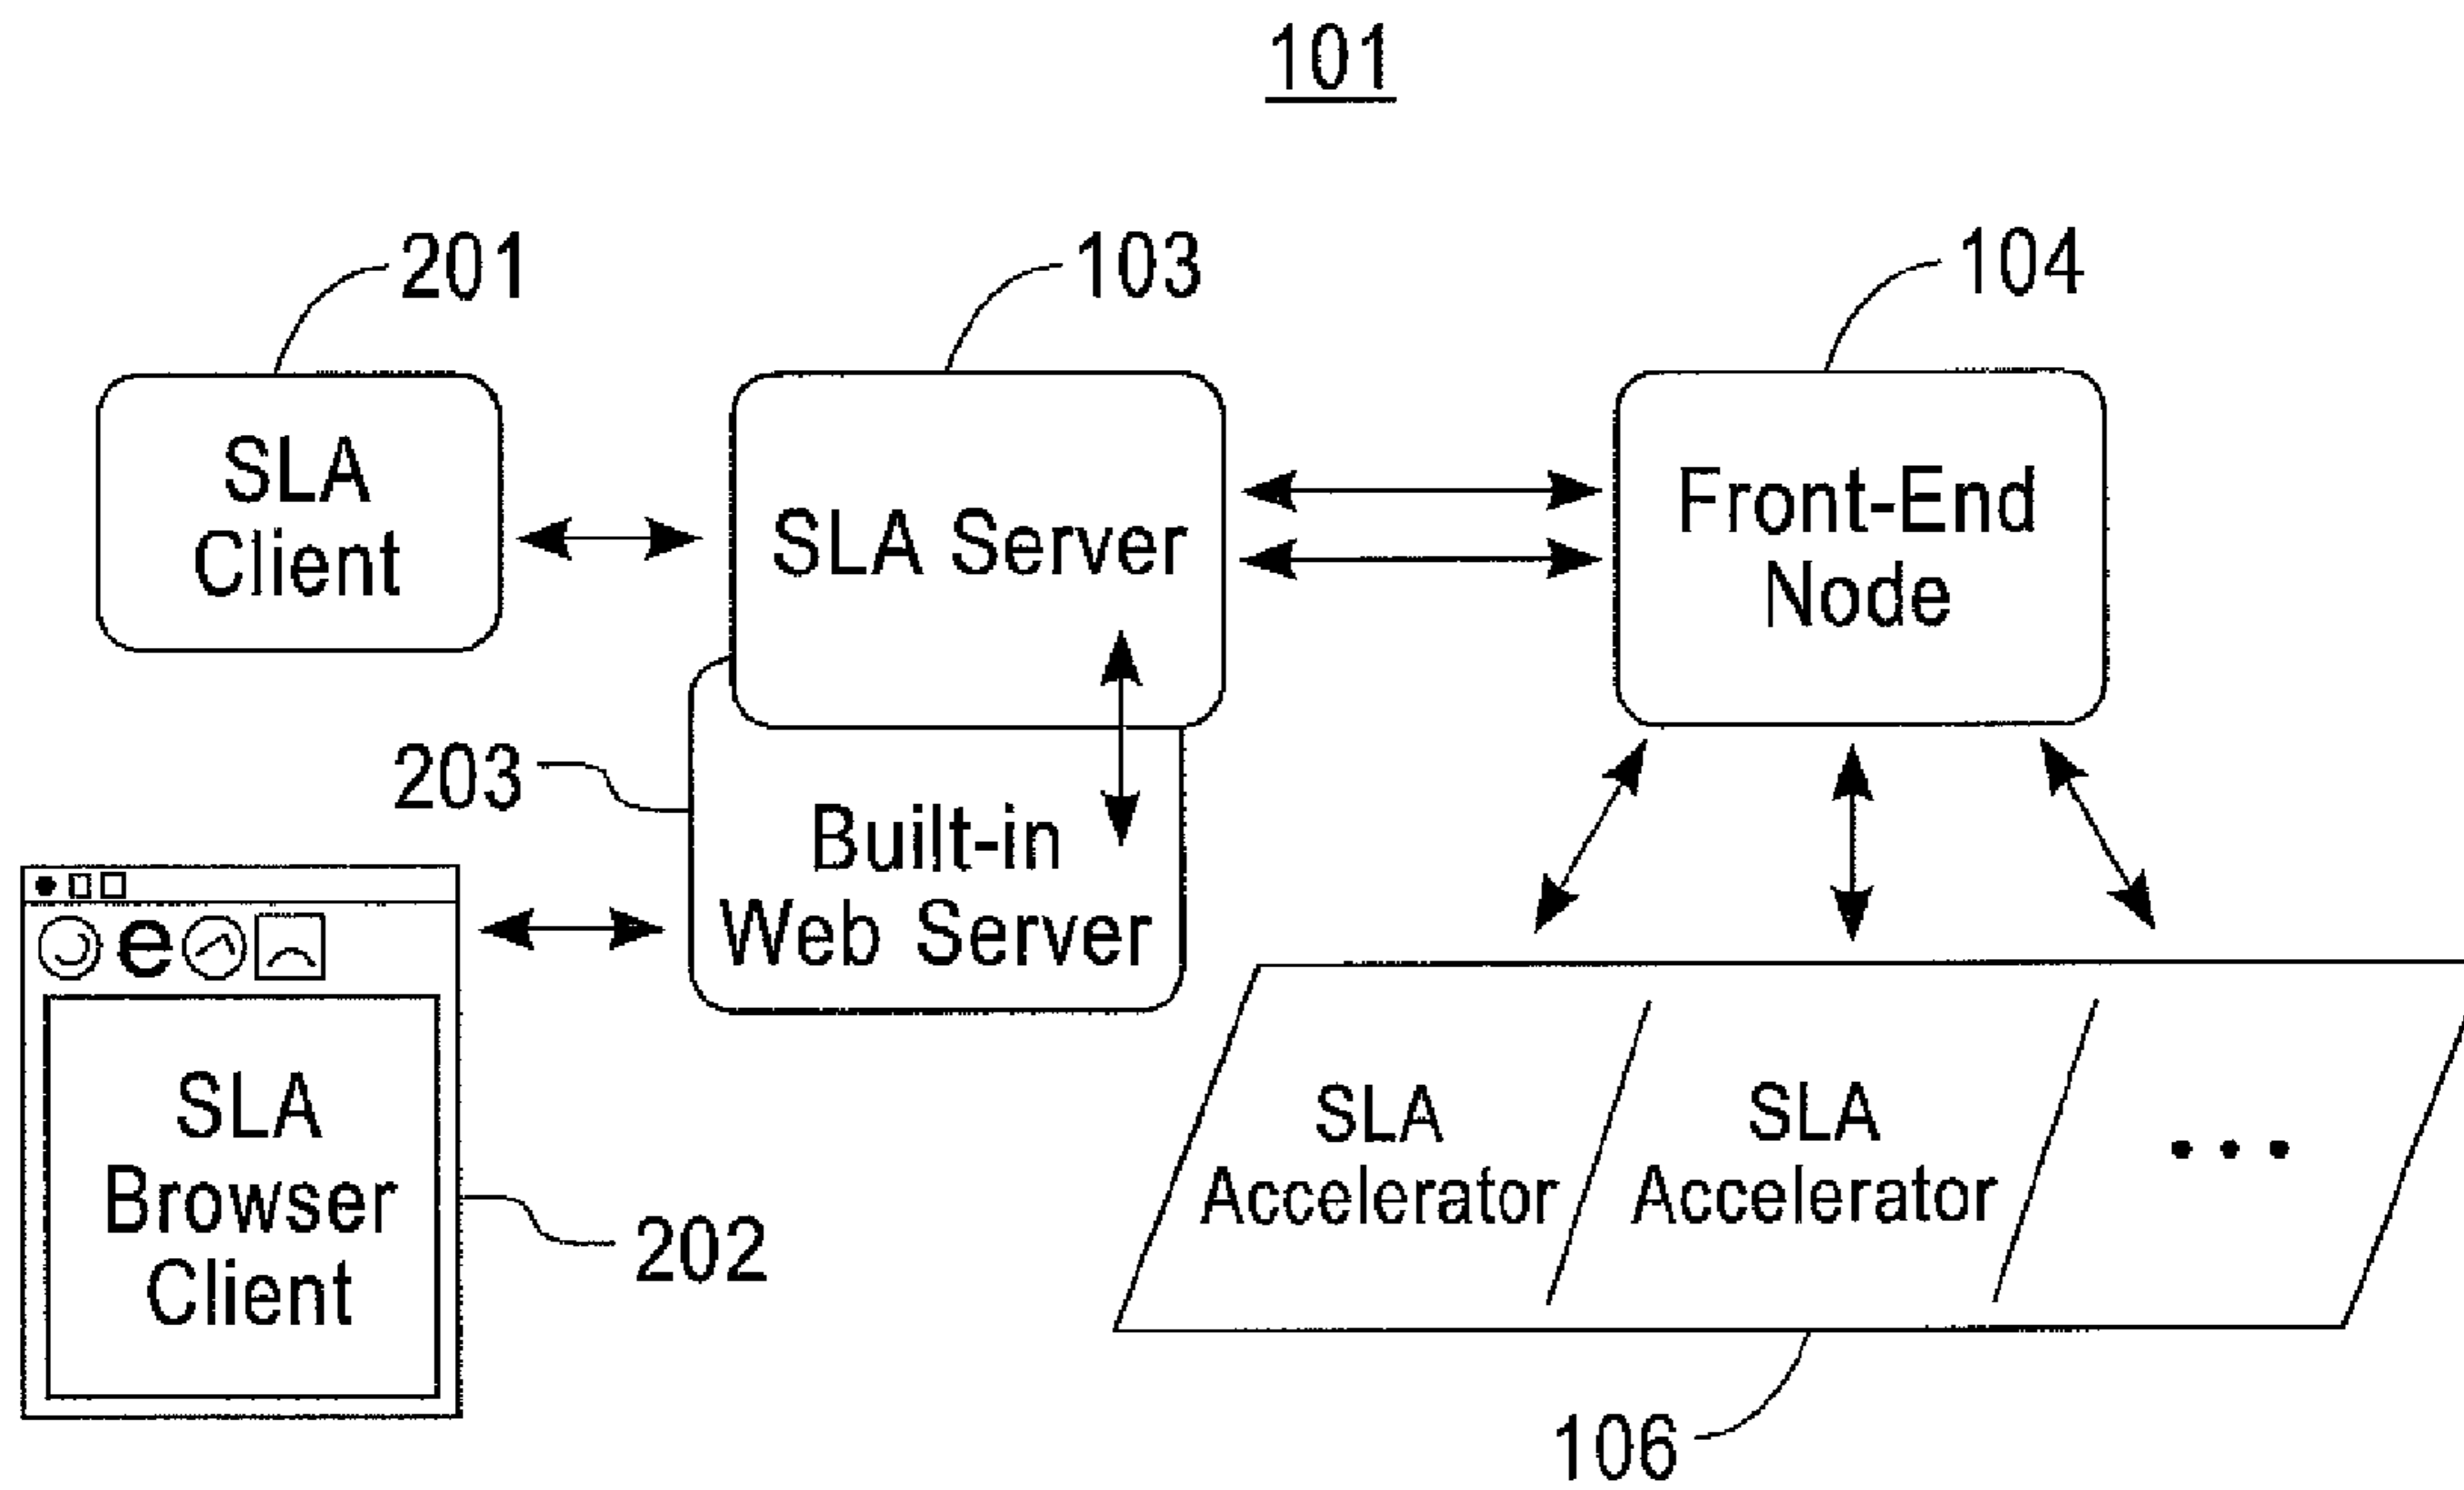 101
201
103
104
SLA
Client
SLA Server
Front-End
Node
203
Built-in
Web Server
e
SLA
Browser
Client
202
SLA
Accelerator
SLA
Accelerator
• • •
106